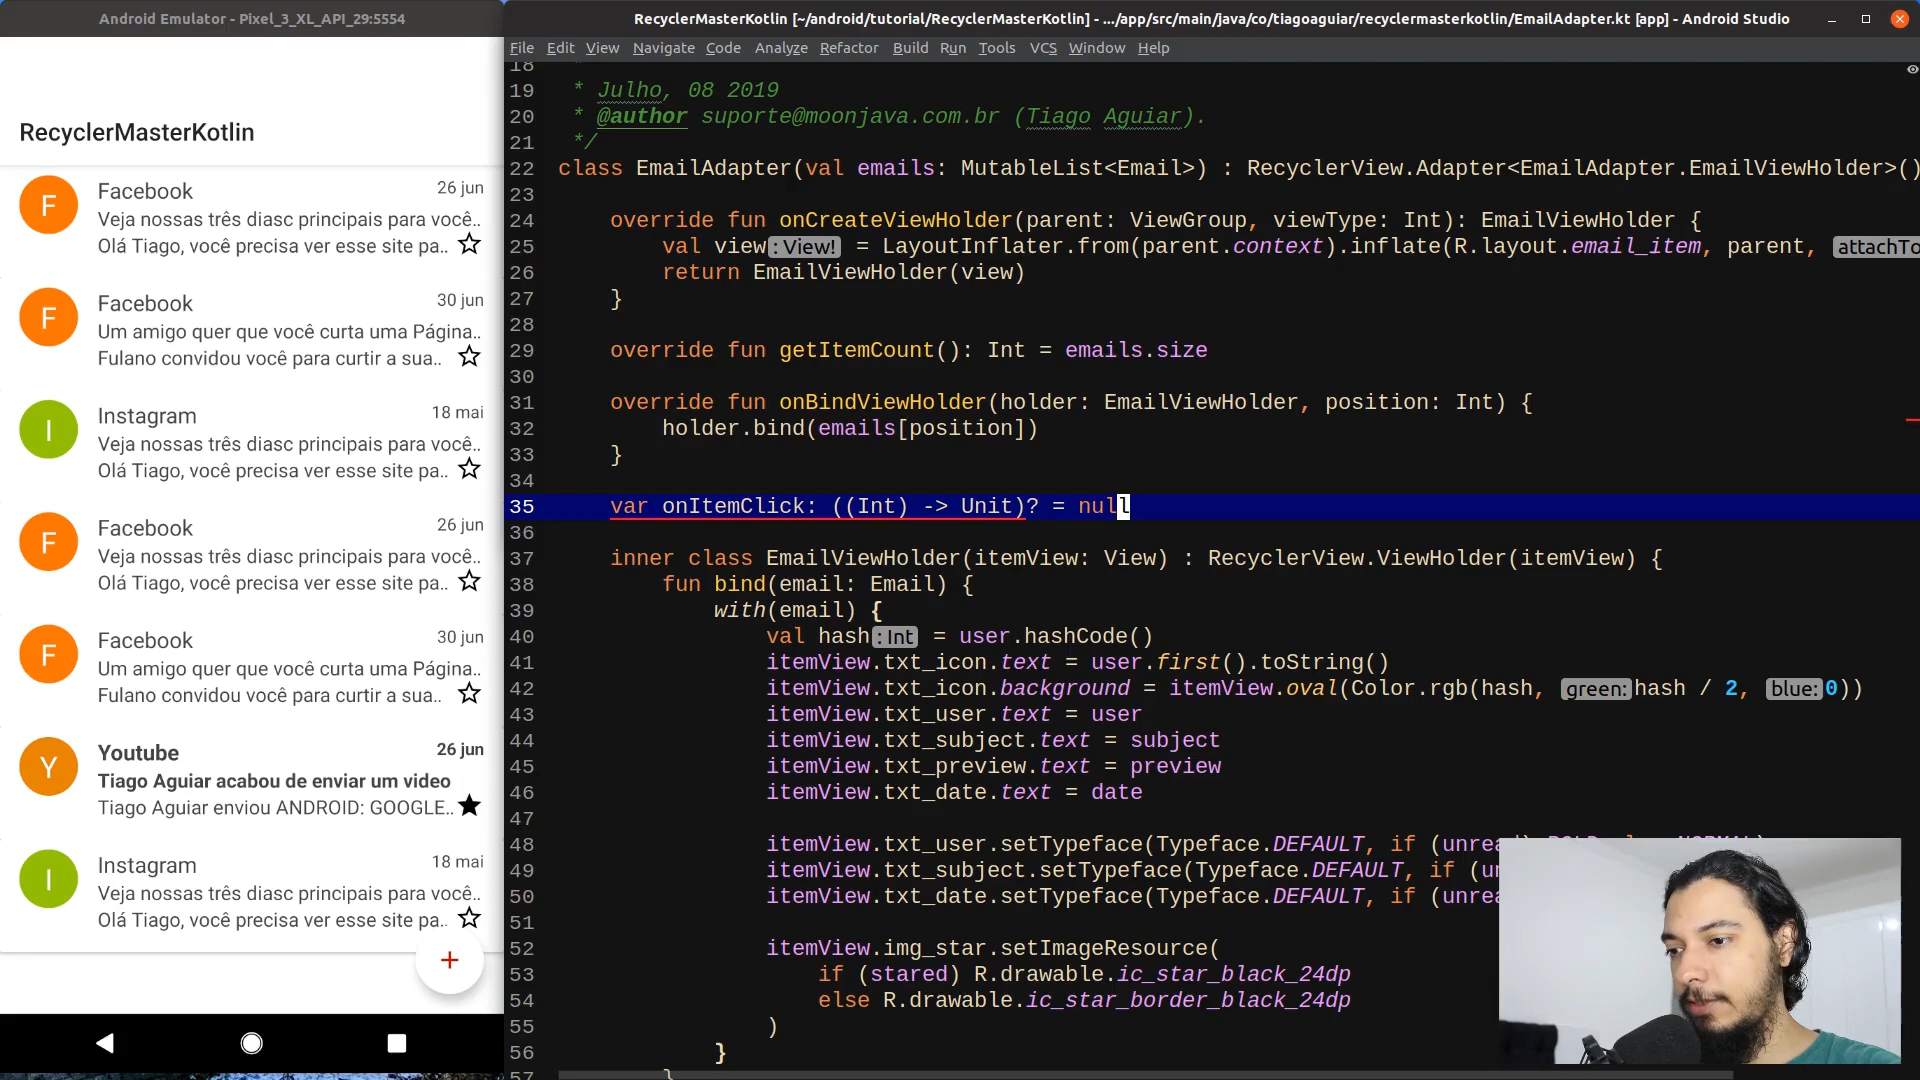 Android Emulator - Pixel_3_XL_API_29:5554
RecyclerMasterKotlin
F
Facebook
26 jun
Veja nossas três diasc principais para você..
Olá Tiago, você precisa ver esse site pa..
F
Facebook
30 jun
Um amigo quer que você curta uma Página..
Fulano convidou você para curtir a sua..
I
Instagram
18 mai
Veja nossas três diasc principais para você..
Olá Tiago, você precisa ver esse site pa..
F
Facebook
26 jun
Veja nossas três diasc principais para você..
Olá Tiago, você precisa ver esse site pa..
F
Facebook
30 jun
Um amigo quer que você curta uma Página..
Fulano convidou você para curtir a sua..
Y
Youtube
26 jun
Tiago Aguiar acabou de enviar um video
Tiago Aguiar enviou ANDROID: GOOGLE..
I
Instagram
18 mai
Veja nossas três diasc principais para você..
Olá Tiago, você precisa ver esse site pa..
+
RecyclerMasterKotlin [~/android/tutorial/RecyclerMasterKotlin] - .../app/src/main/java/co/tiagoaguiar/recyclermasterkotlin/EmailAdapter.kt [app] - Android Studio
File Edit View Navigate Code Analyze Refactor Build Run Tools VCS Window Help
18 *
19 * Julho, 08 2019
20 * @author suporte@moonjava.com.br (Tiago Aguiar).
21 */
22 class EmailAdapter(val emails: MutableList<Email>) : RecyclerView.Adapter<EmailAdapter.EmailViewHolder>()
23
24 override fun onCreateViewHolder(parent: ViewGroup, viewType: Int): EmailViewHolder {
25 val view : View! = LayoutInflater.from(parent.context).inflate(R.layout.email_item, parent, attachTo
26 return EmailViewHolder(view)
27 }
28
29 override fun getItemCount(): Int = emails.size
30
31 override fun onBindViewHolder(holder: EmailViewHolder, position: Int) {
32 holder.bind(emails[position])
33 }
34
35 var onItemClick: ((Int) -> Unit)? = null
36
37 inner class EmailViewHolder(itemView: View) : RecyclerView.ViewHolder(itemView) {
38 fun bind(email: Email) {
39 with(email) {
40 val hash : Int = user.hashCode()
41 itemView.txt_icon.text = user.first().toString()
42 itemView.txt_icon.background = itemView.oval(Color.rgb(hash, green: hash / 2, blue: 0))
43 itemView.txt_user.text = user
44 itemView.txt_subject.text = subject
45 itemView.txt_preview.text = preview
46 itemView.txt_date.text = date
47
48 itemView.txt_user.setTypeface(Typeface.DEFAULT, if (unread)
49 itemView.txt_subject.setTypeface(Typeface.DEFAULT, if (un
50 itemView.txt_date.setTypeface(Typeface.DEFAULT, if (unrea
51
52 itemView.img_star.setImageResource(
53 if (stared) R.drawable.ic_star_black_24dp
54 else R.drawable.ic_star_border_black_24dp
55 )
56 }
57 }